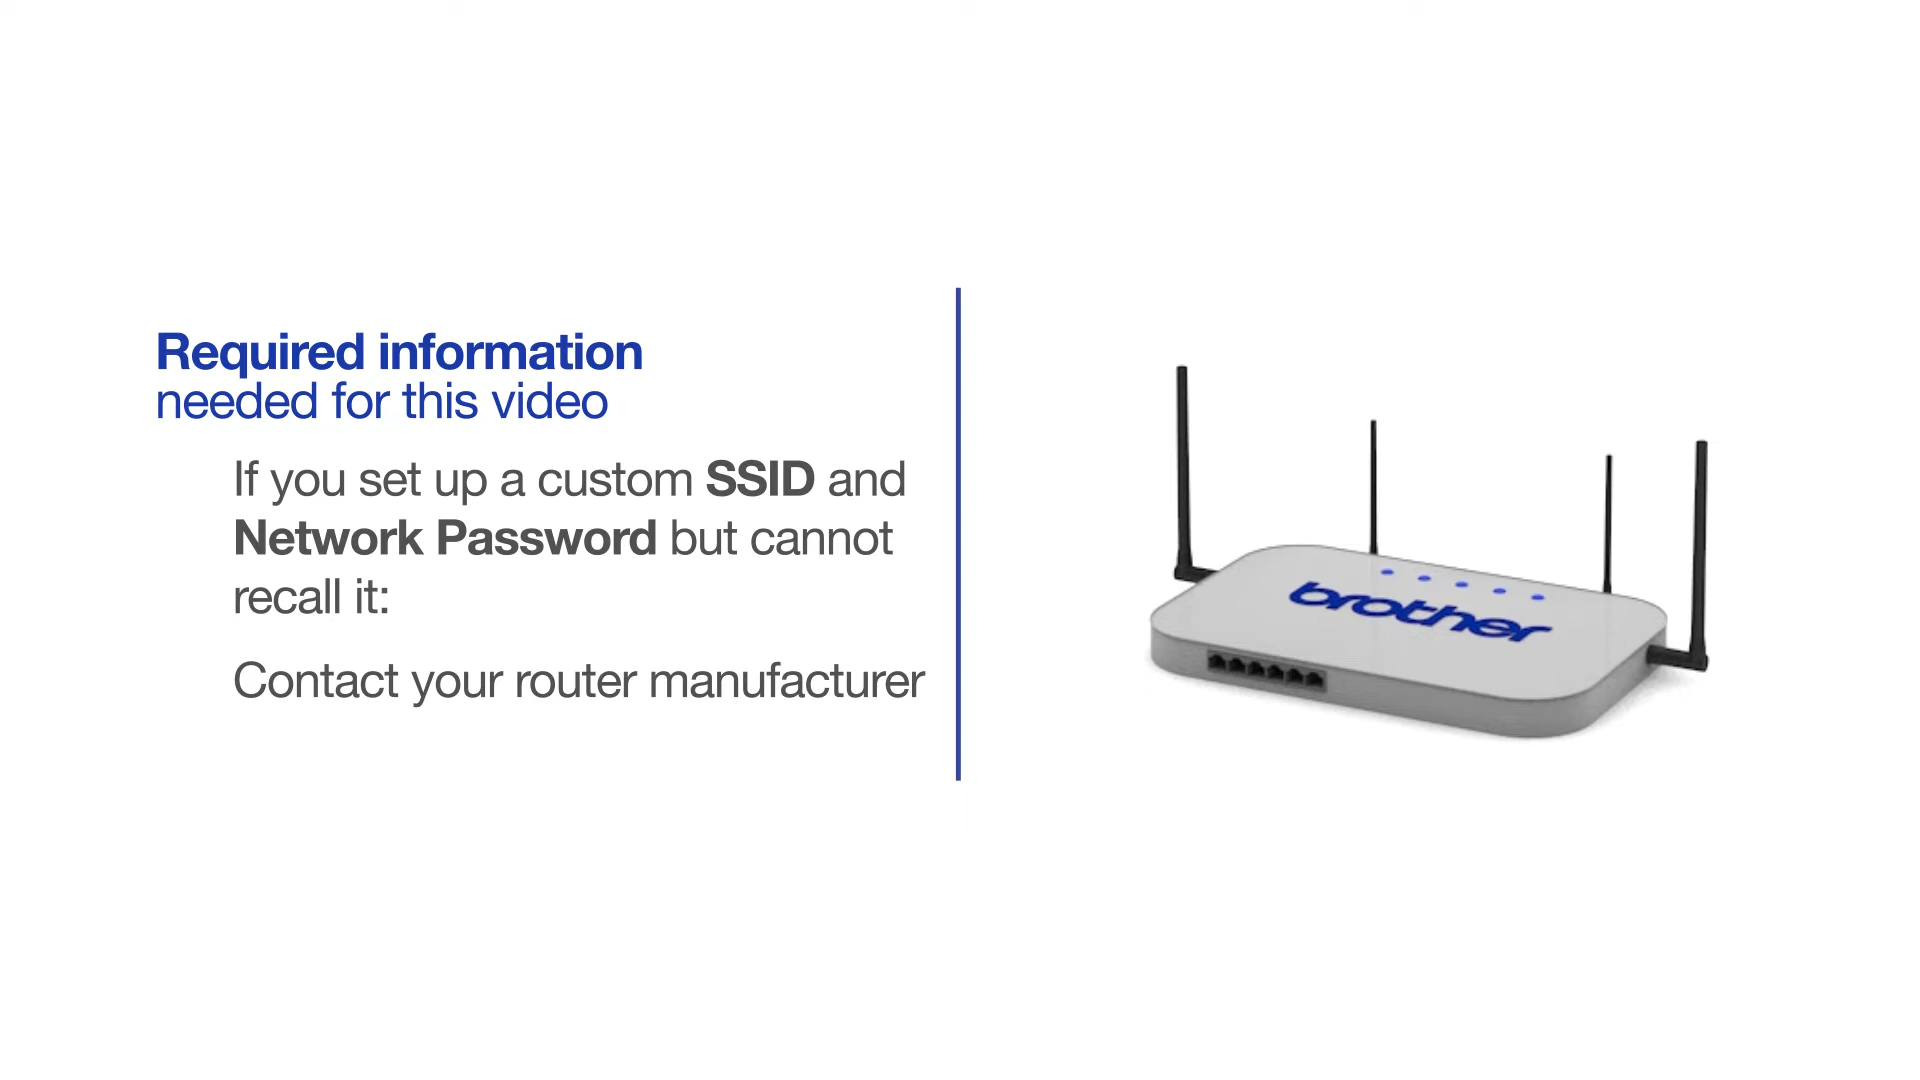 Required information
needed for this video
If you set up a custom SSID and
Network Password but cannot
recall it:
Contact your router manufacturer
brother